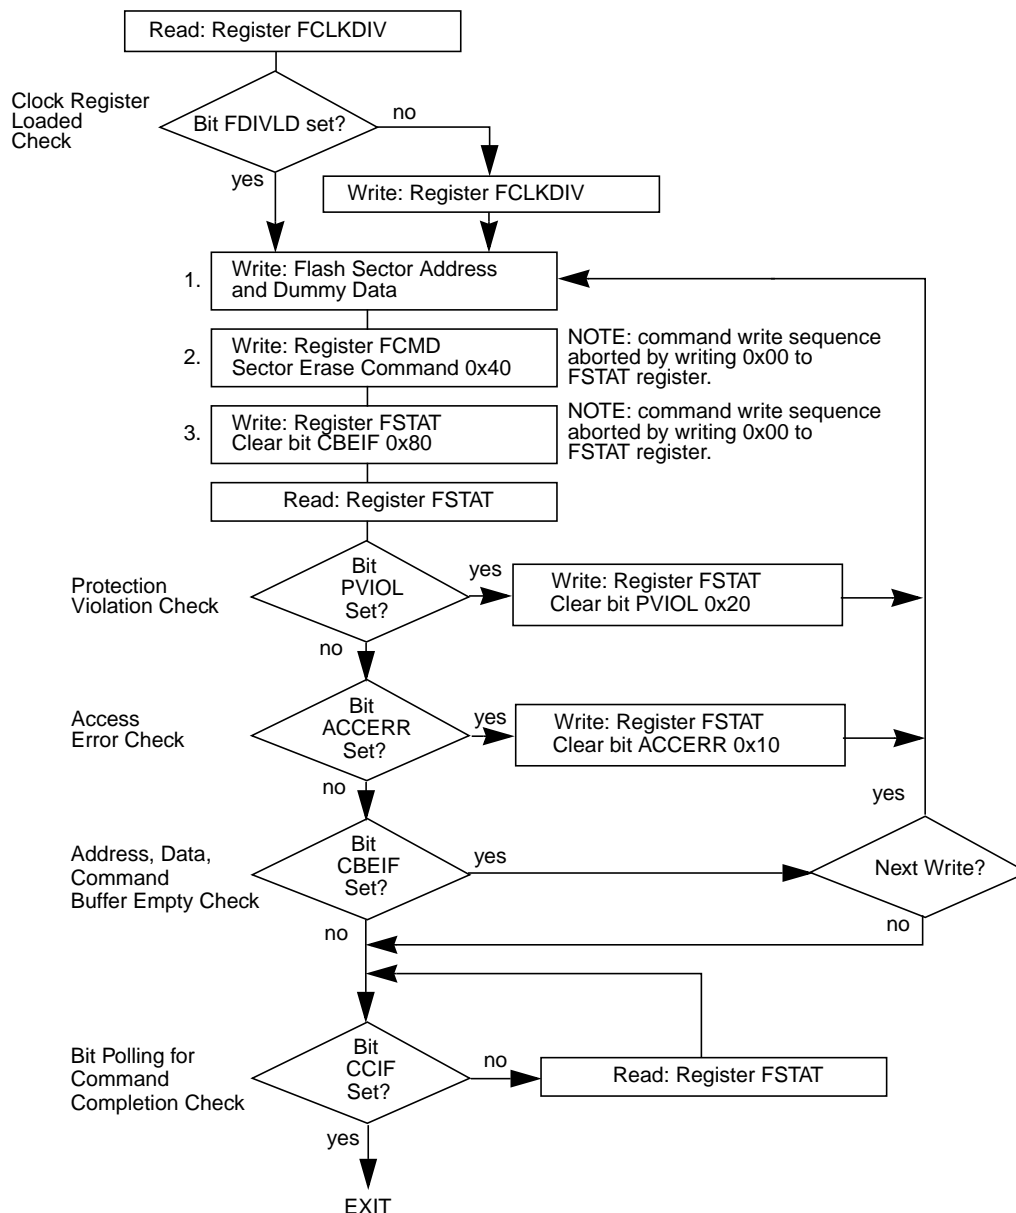 Read: Register FCLKDIV
Clock Register
Loaded
Check
Bit FDIVLD set?
no
yes
Write: Register FCLKDIV
1.
Write: Flash Sector Address
and Dummy Data
2.
Write: Register FCMD
Sector Erase Command 0x40
NOTE: command write sequence
aborted by writing 0x00 to
FSTAT register.
3.
Write: Register FSTAT
Clear bit CBEIF 0x80
NOTE: command write sequence
aborted by writing 0x00 to
FSTAT register.
Read: Register FSTAT
Protection
Violation Check
Bit
PVIOL
Set?
yes
Write: Register FSTAT
Clear bit PVIOL 0x20
no
Access
Error Check
Bit
ACCERR
Set?
yes
Write: Register FSTAT
Clear bit ACCERR 0x10
no
yes
Address, Data,
Command
Buffer Empty Check
Bit
CBEIF
Set?
yes
Next Write?
no
no
Bit Polling for
Command
Completion Check
Bit
CCIF
Set?
no
Read: Register FSTAT
yes
EXIT